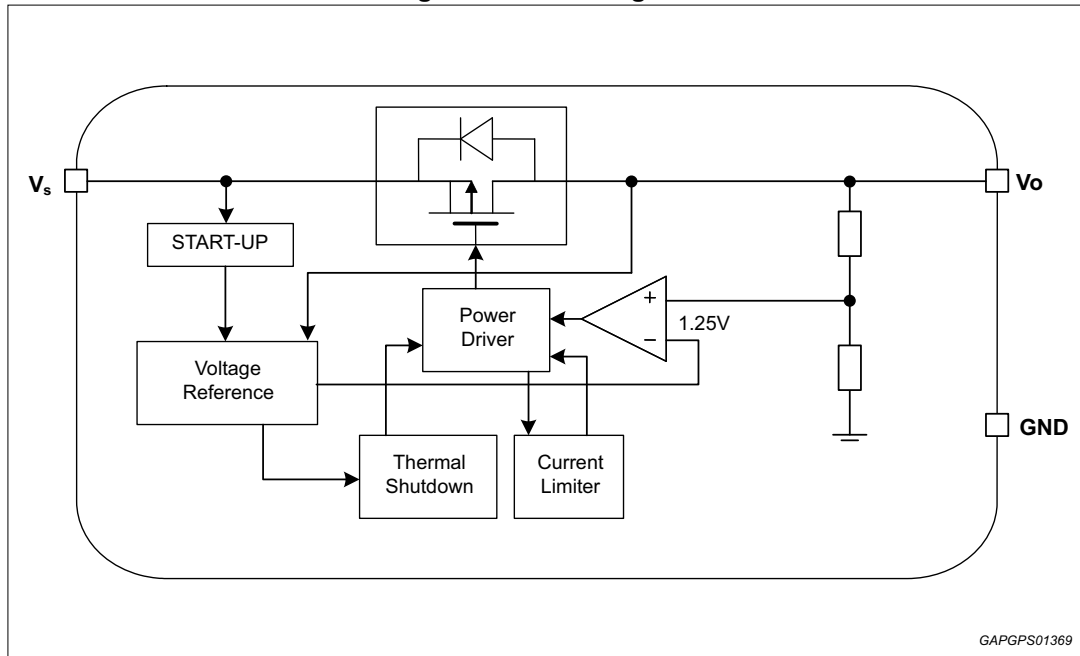 Vs
Vo
START-UP
+
Power
Driver
1.25V
−
Voltage
Reference
GND
Thermal
Shutdown
Current
Limiter
GAPGPS01369